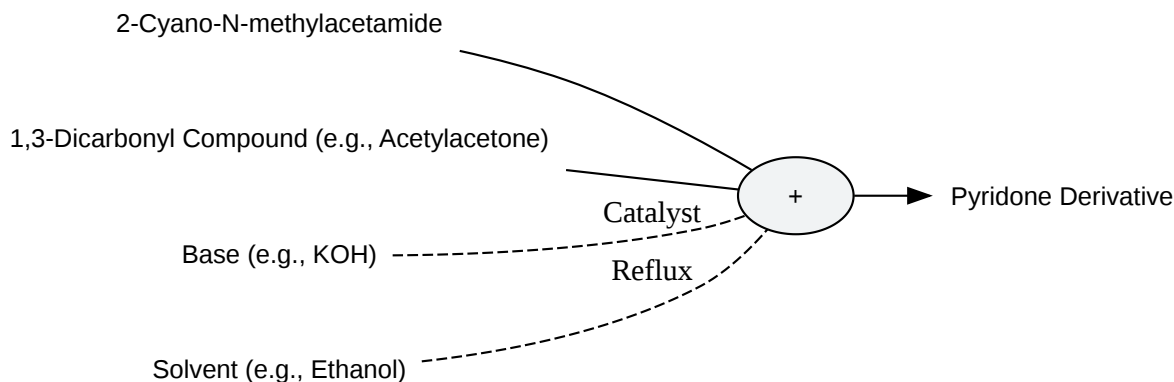 2-Cyano-N-methylacetamide
1,3-Dicarbonyl Compound (e.g., Acetylacetone)
+
Pyridone Derivative
Catalyst
Base (e.g., KOH)
Reflux
Solvent (e.g., Ethanol)